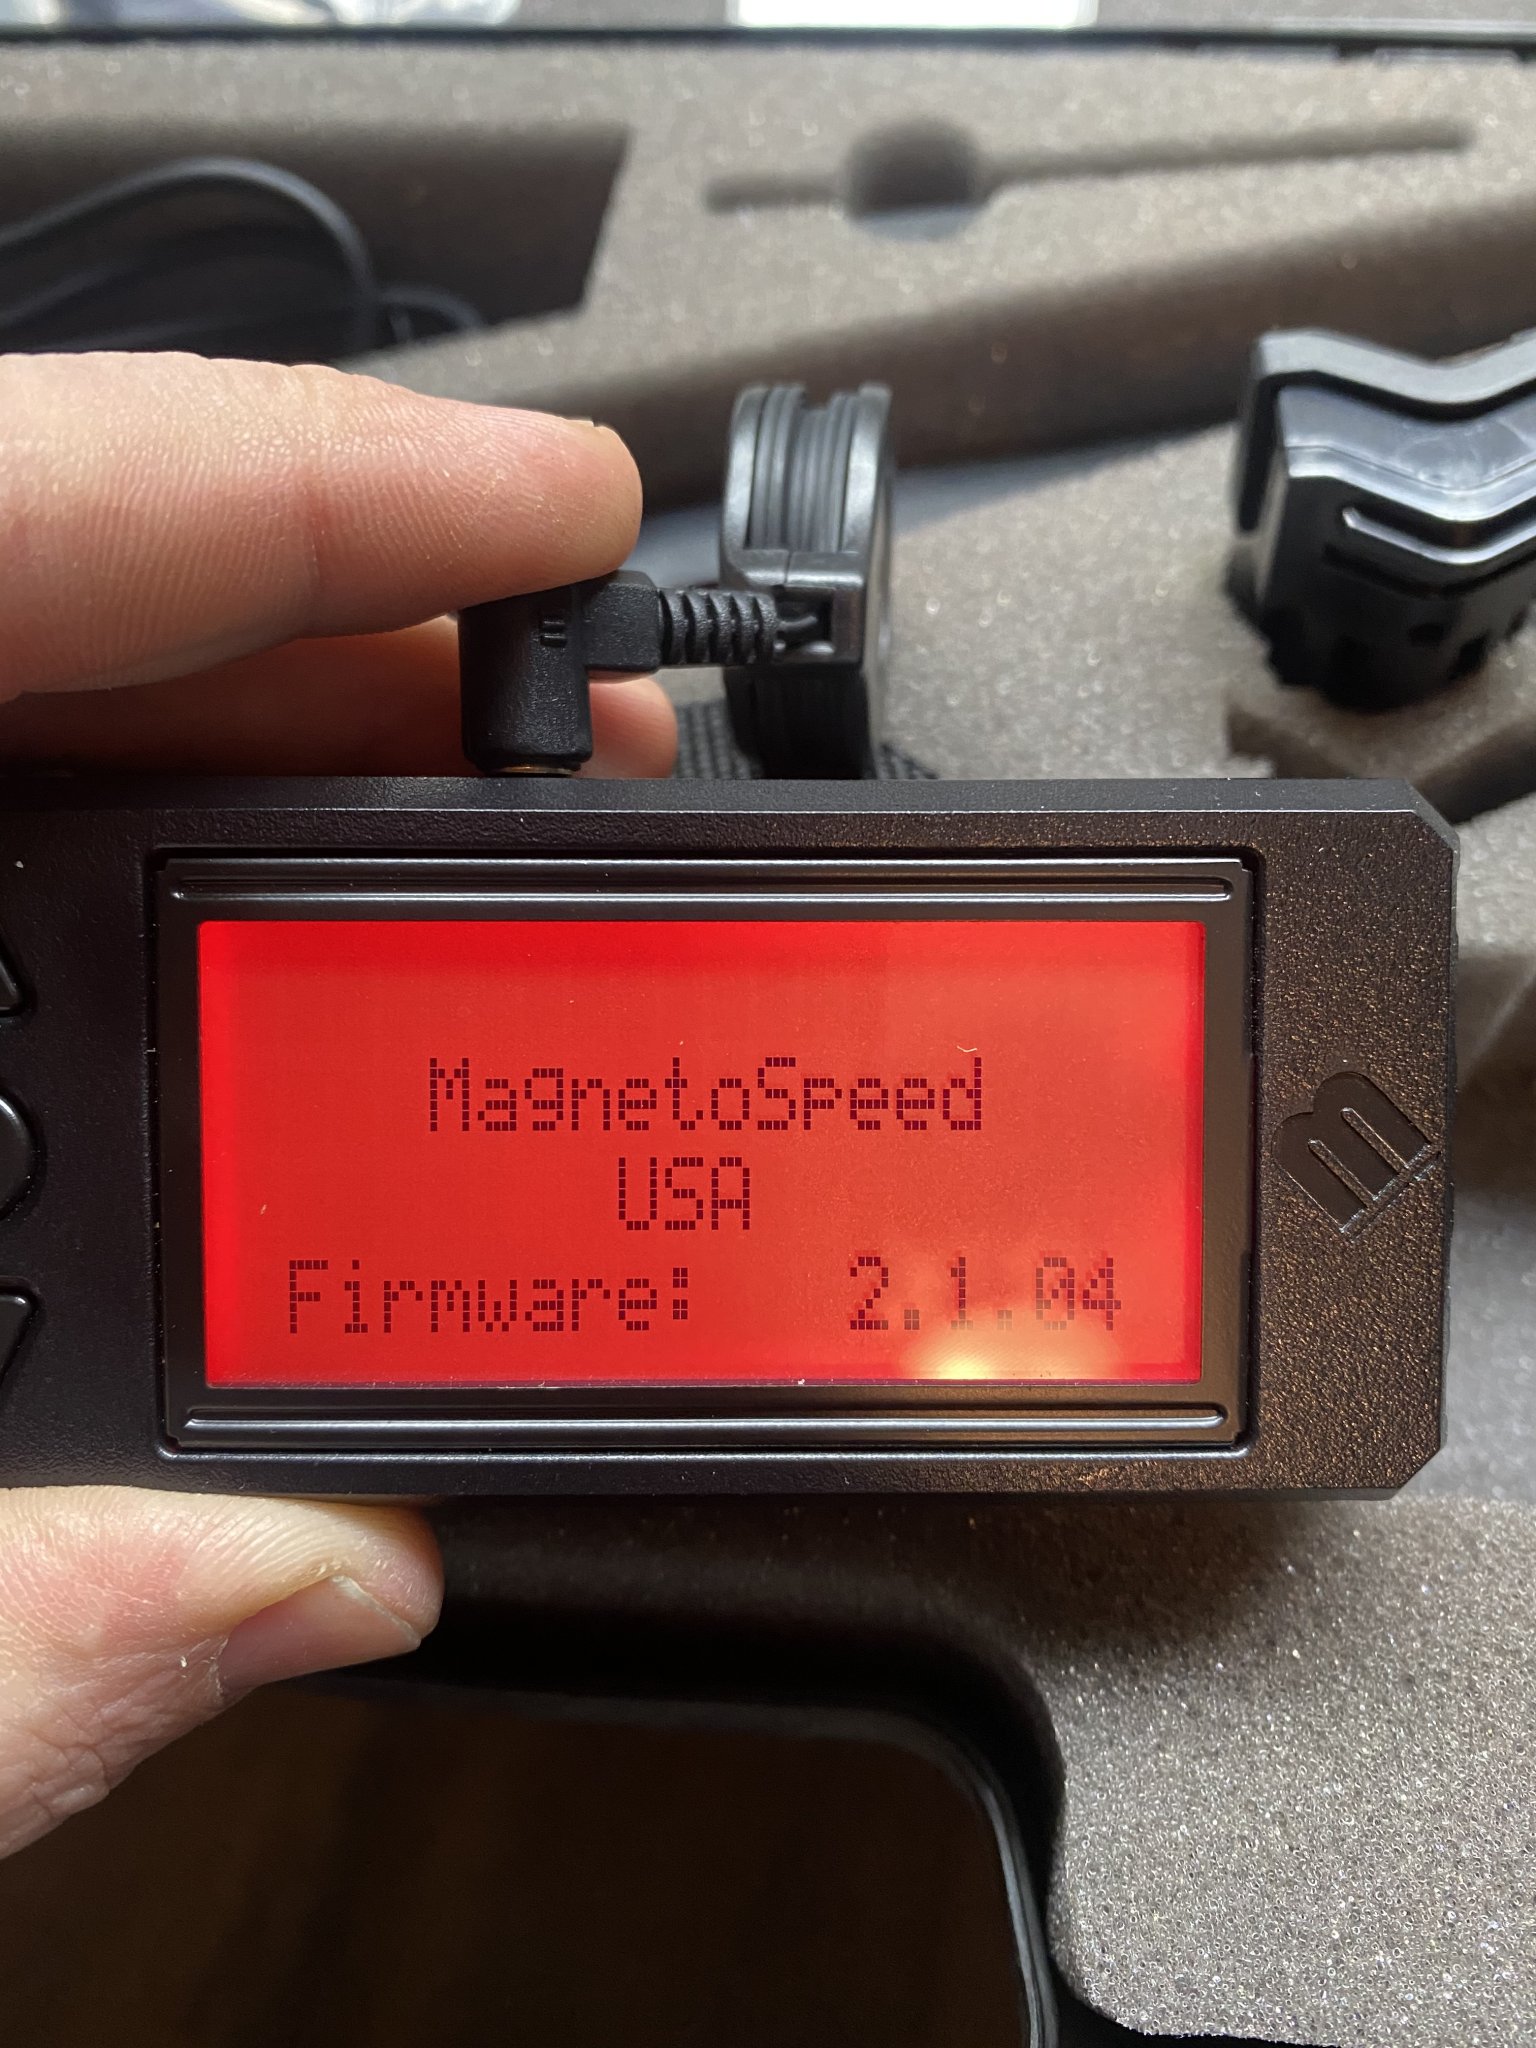 MagnetoSpeed
USA
Firmware: 2.1.04